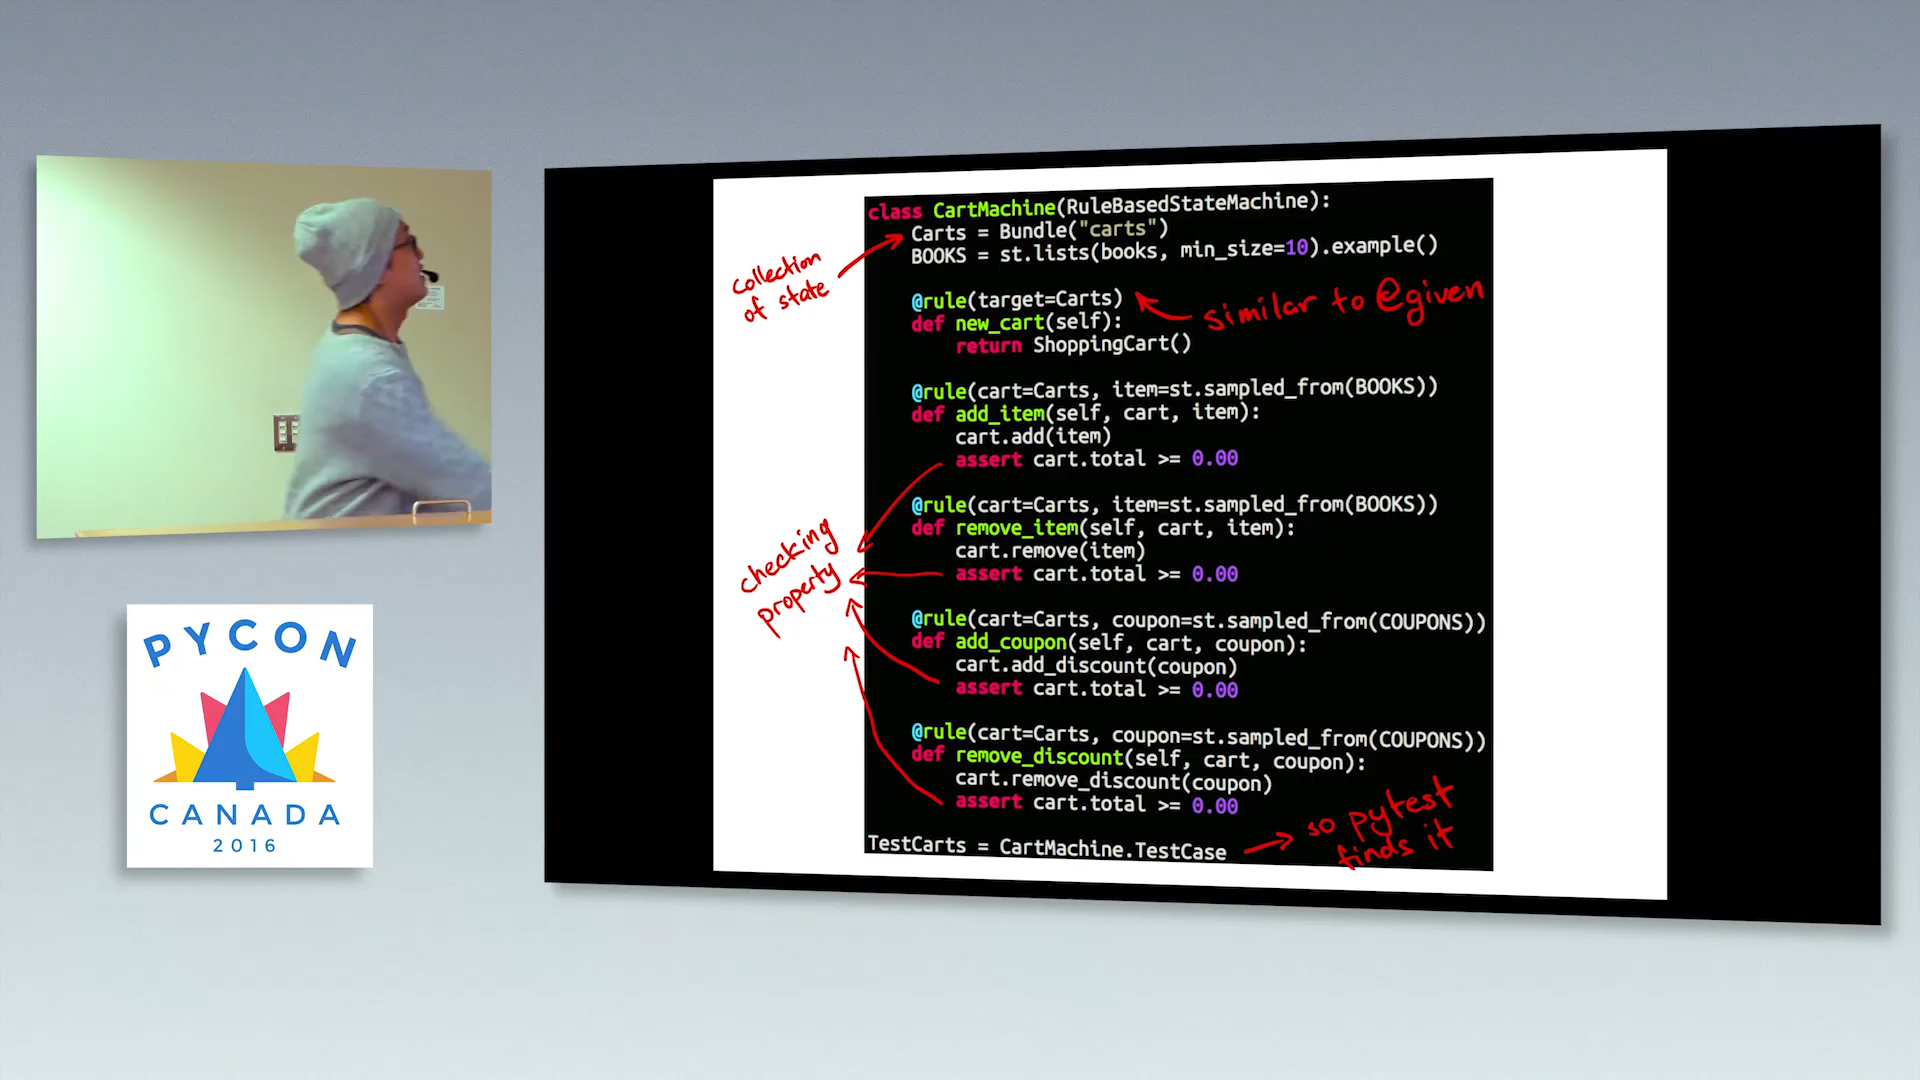 PYCON
CANADA
2016
class CartMachine(RuleBasedStateMachine):
Carts = Bundle("carts")
BOOKS = st.lists(books, min_size=10).example()
collection
of state
@rule(target=Carts)
similar to @given
def new_cart(self):
return ShoppingCart()
@rule(cart=Carts, item=st.sampled_from(BOOKS))
def add_item(self, cart, item):
cart.add(item)
assert cart.total >= 0.00
@rule(cart=Carts, item=st.sampled_from(BOOKS))
def remove_item(self, cart, item):
cart.remove(item)
assert cart.total >= 0.00
checking
property
@rule(cart=Carts, coupon=st.sampled_from(COUPONS))
def add_coupon(self, cart, coupon):
cart.add_discount(coupon)
assert cart.total >= 0.00
@rule(cart=Carts, coupon=st.sampled_from(COUPONS))
def remove_discount(self, cart, coupon):
cart.remove_discount(coupon)
assert cart.total >= 0.00
TestCarts = CartMachine.TestCase
so pytest
finds it